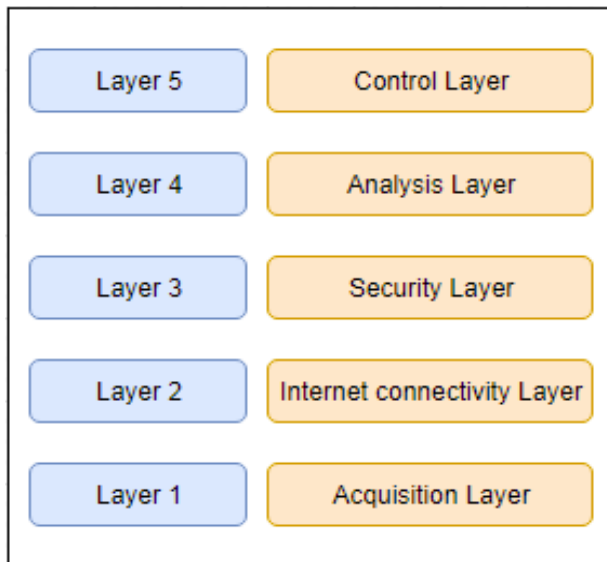 Layer 5 Control Layer
Layer 4 Analysis Layer
Layer 3 Security Layer
Layer 2 Internet connectivity Layer
Layer 1 Acquisition Layer